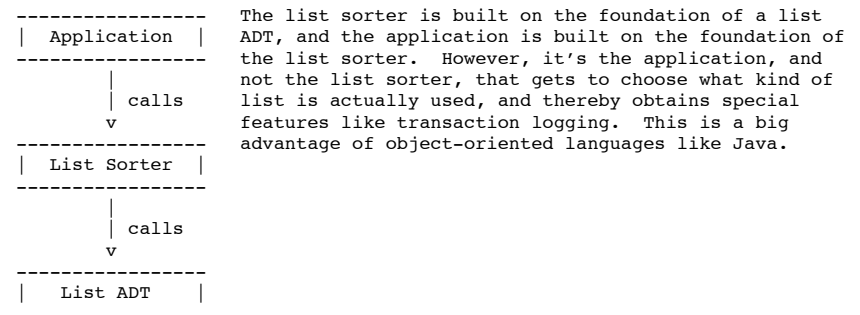 Application
calls
List Sorter
calls
List ADT
The list sorter is built on the foundation of a list
ADT, and the application is built on the foundation of
the list sorter.  However, it's the application, and
not the list sorter, that gets to choose what kind of
list is actually used, and thereby obtains special
features like transaction logging.  This is a big
advantage of object-oriented languages like Java.